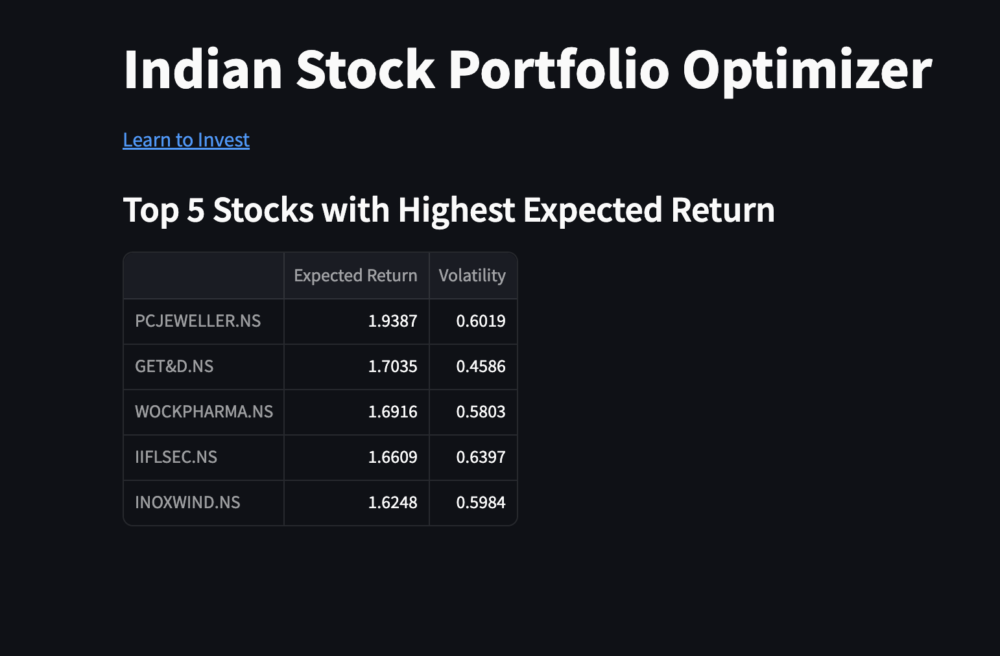 Indian Stock Portfolio Optimizer
Learn to Invest
Top 5 Stocks with Highest Expected Return
Expected Return Volatility
PCJEWELLER.NS 1.9387 0.6019
GET&D.NS 1.7035 0.4586
WOCKPHARMA.NS 1.6916 0.5803
IIFLSEC.NS 1.6609 0.6397
INOXWIND.NS 1.6248 0.5984